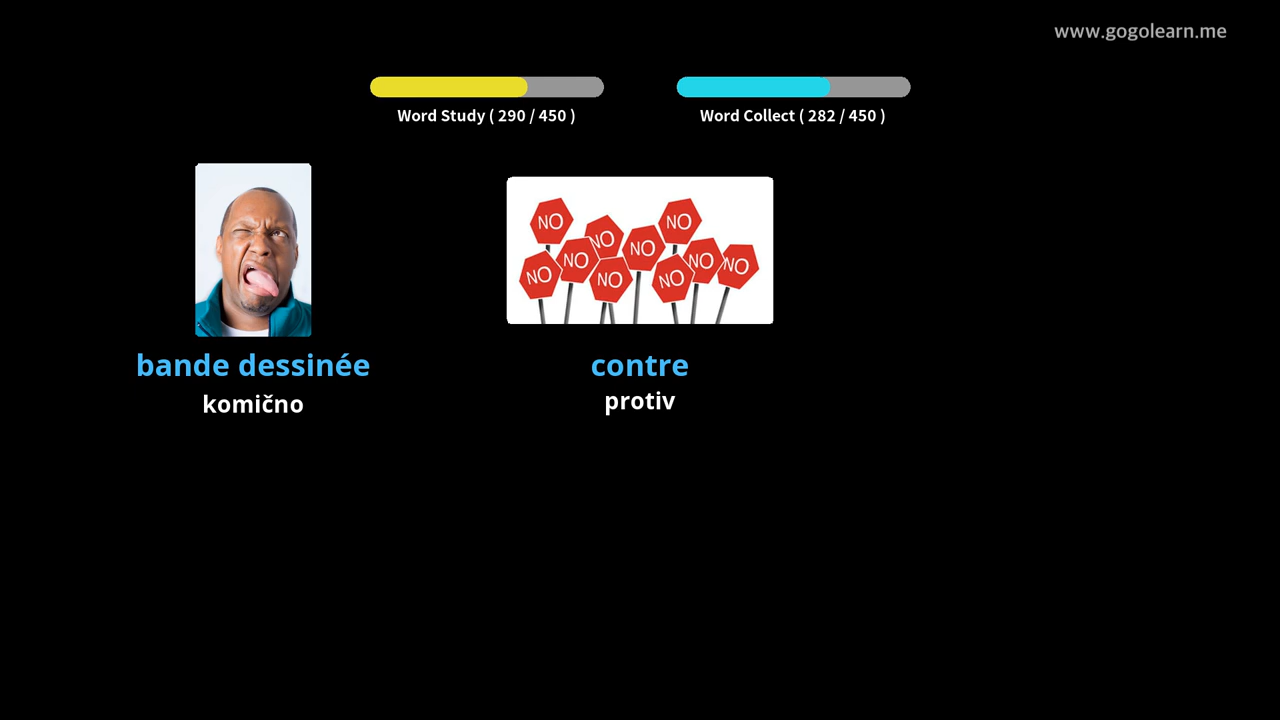 www.gogolearn.me
Word Study ( 290 / 450 )
Word Collect ( 282 / 450 )
NO
NO
NO
NO
NO
NO
NO
NO
NO
NO
bande dessinée
komično
contre
protiv